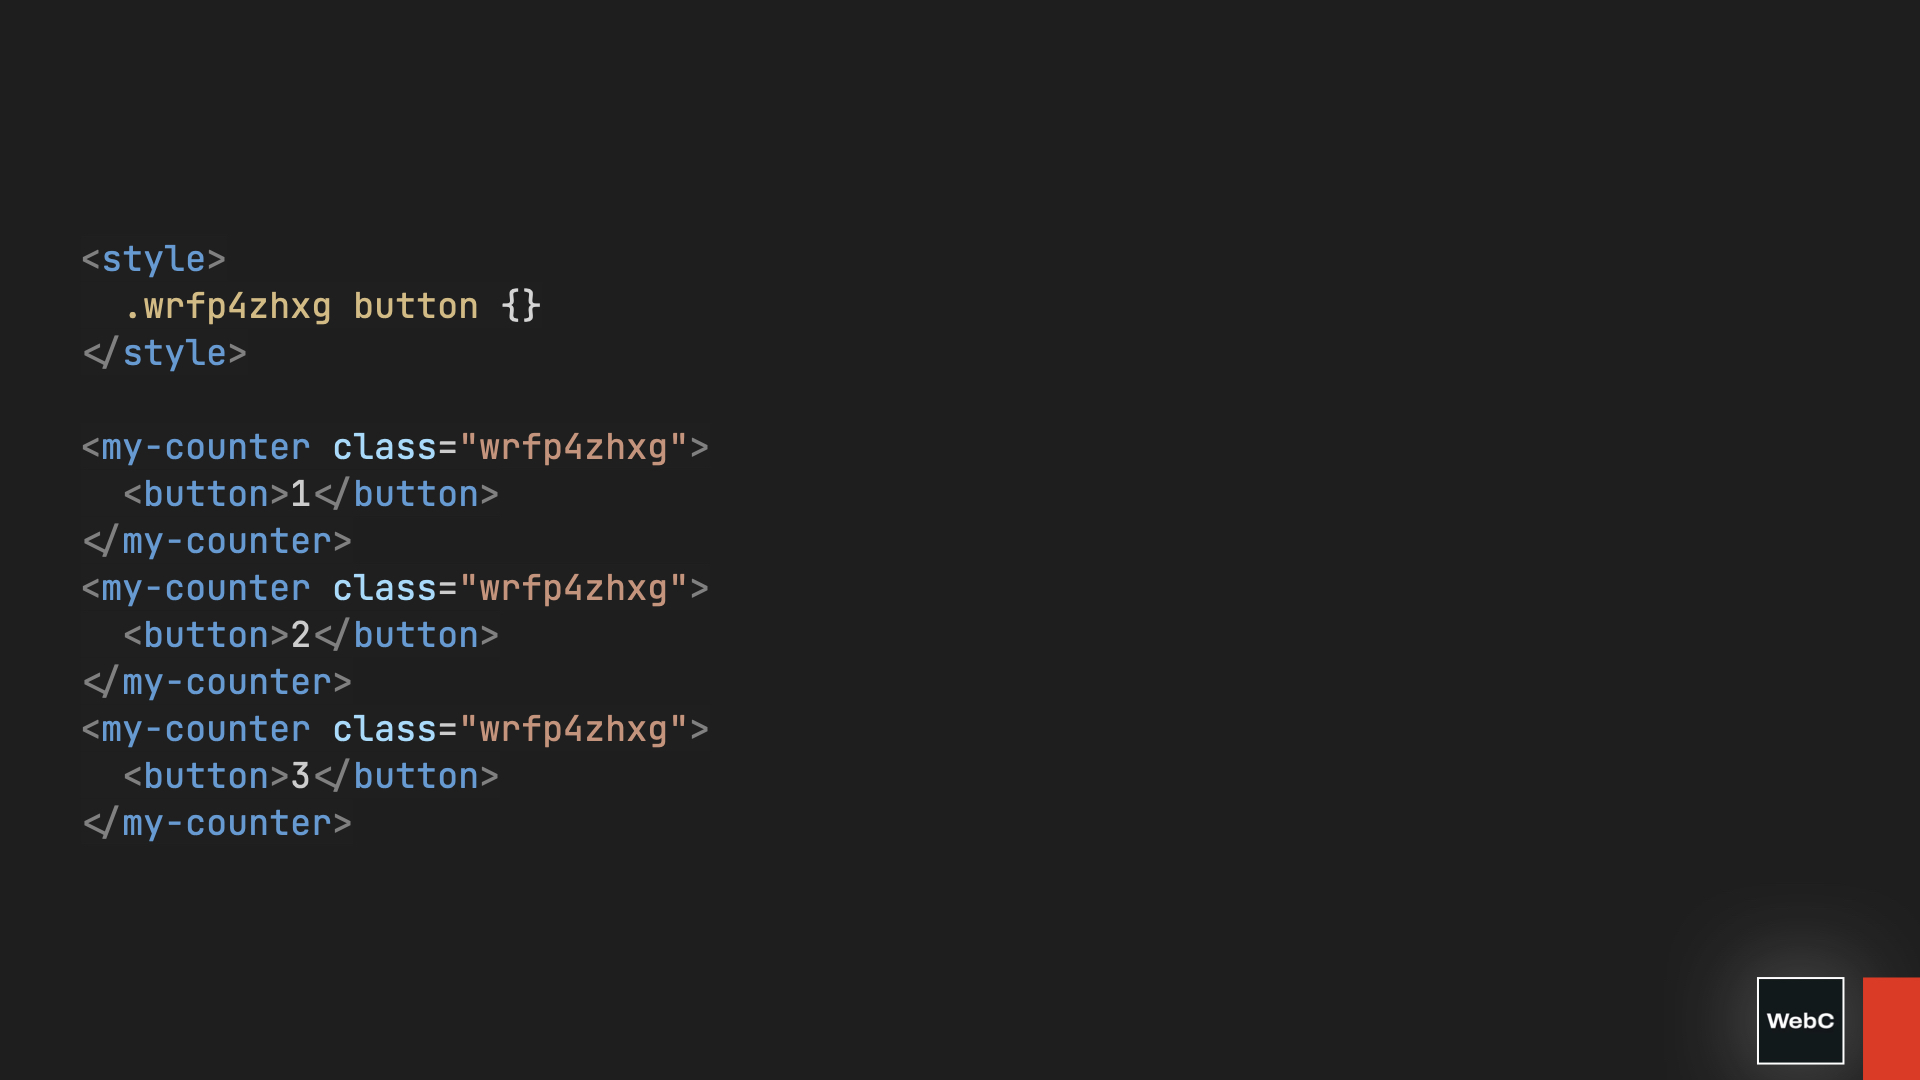 <style>
  .wrfp4zhxg button {}
</style>

<my-counter class="wrfp4zhxg">
  <button>1</button>
</my-counter>
<my-counter class="wrfp4zhxg">
  <button>2</button>
</my-counter>
<my-counter class="wrfp4zhxg">
  <button>3</button>
</my-counter>
WebC